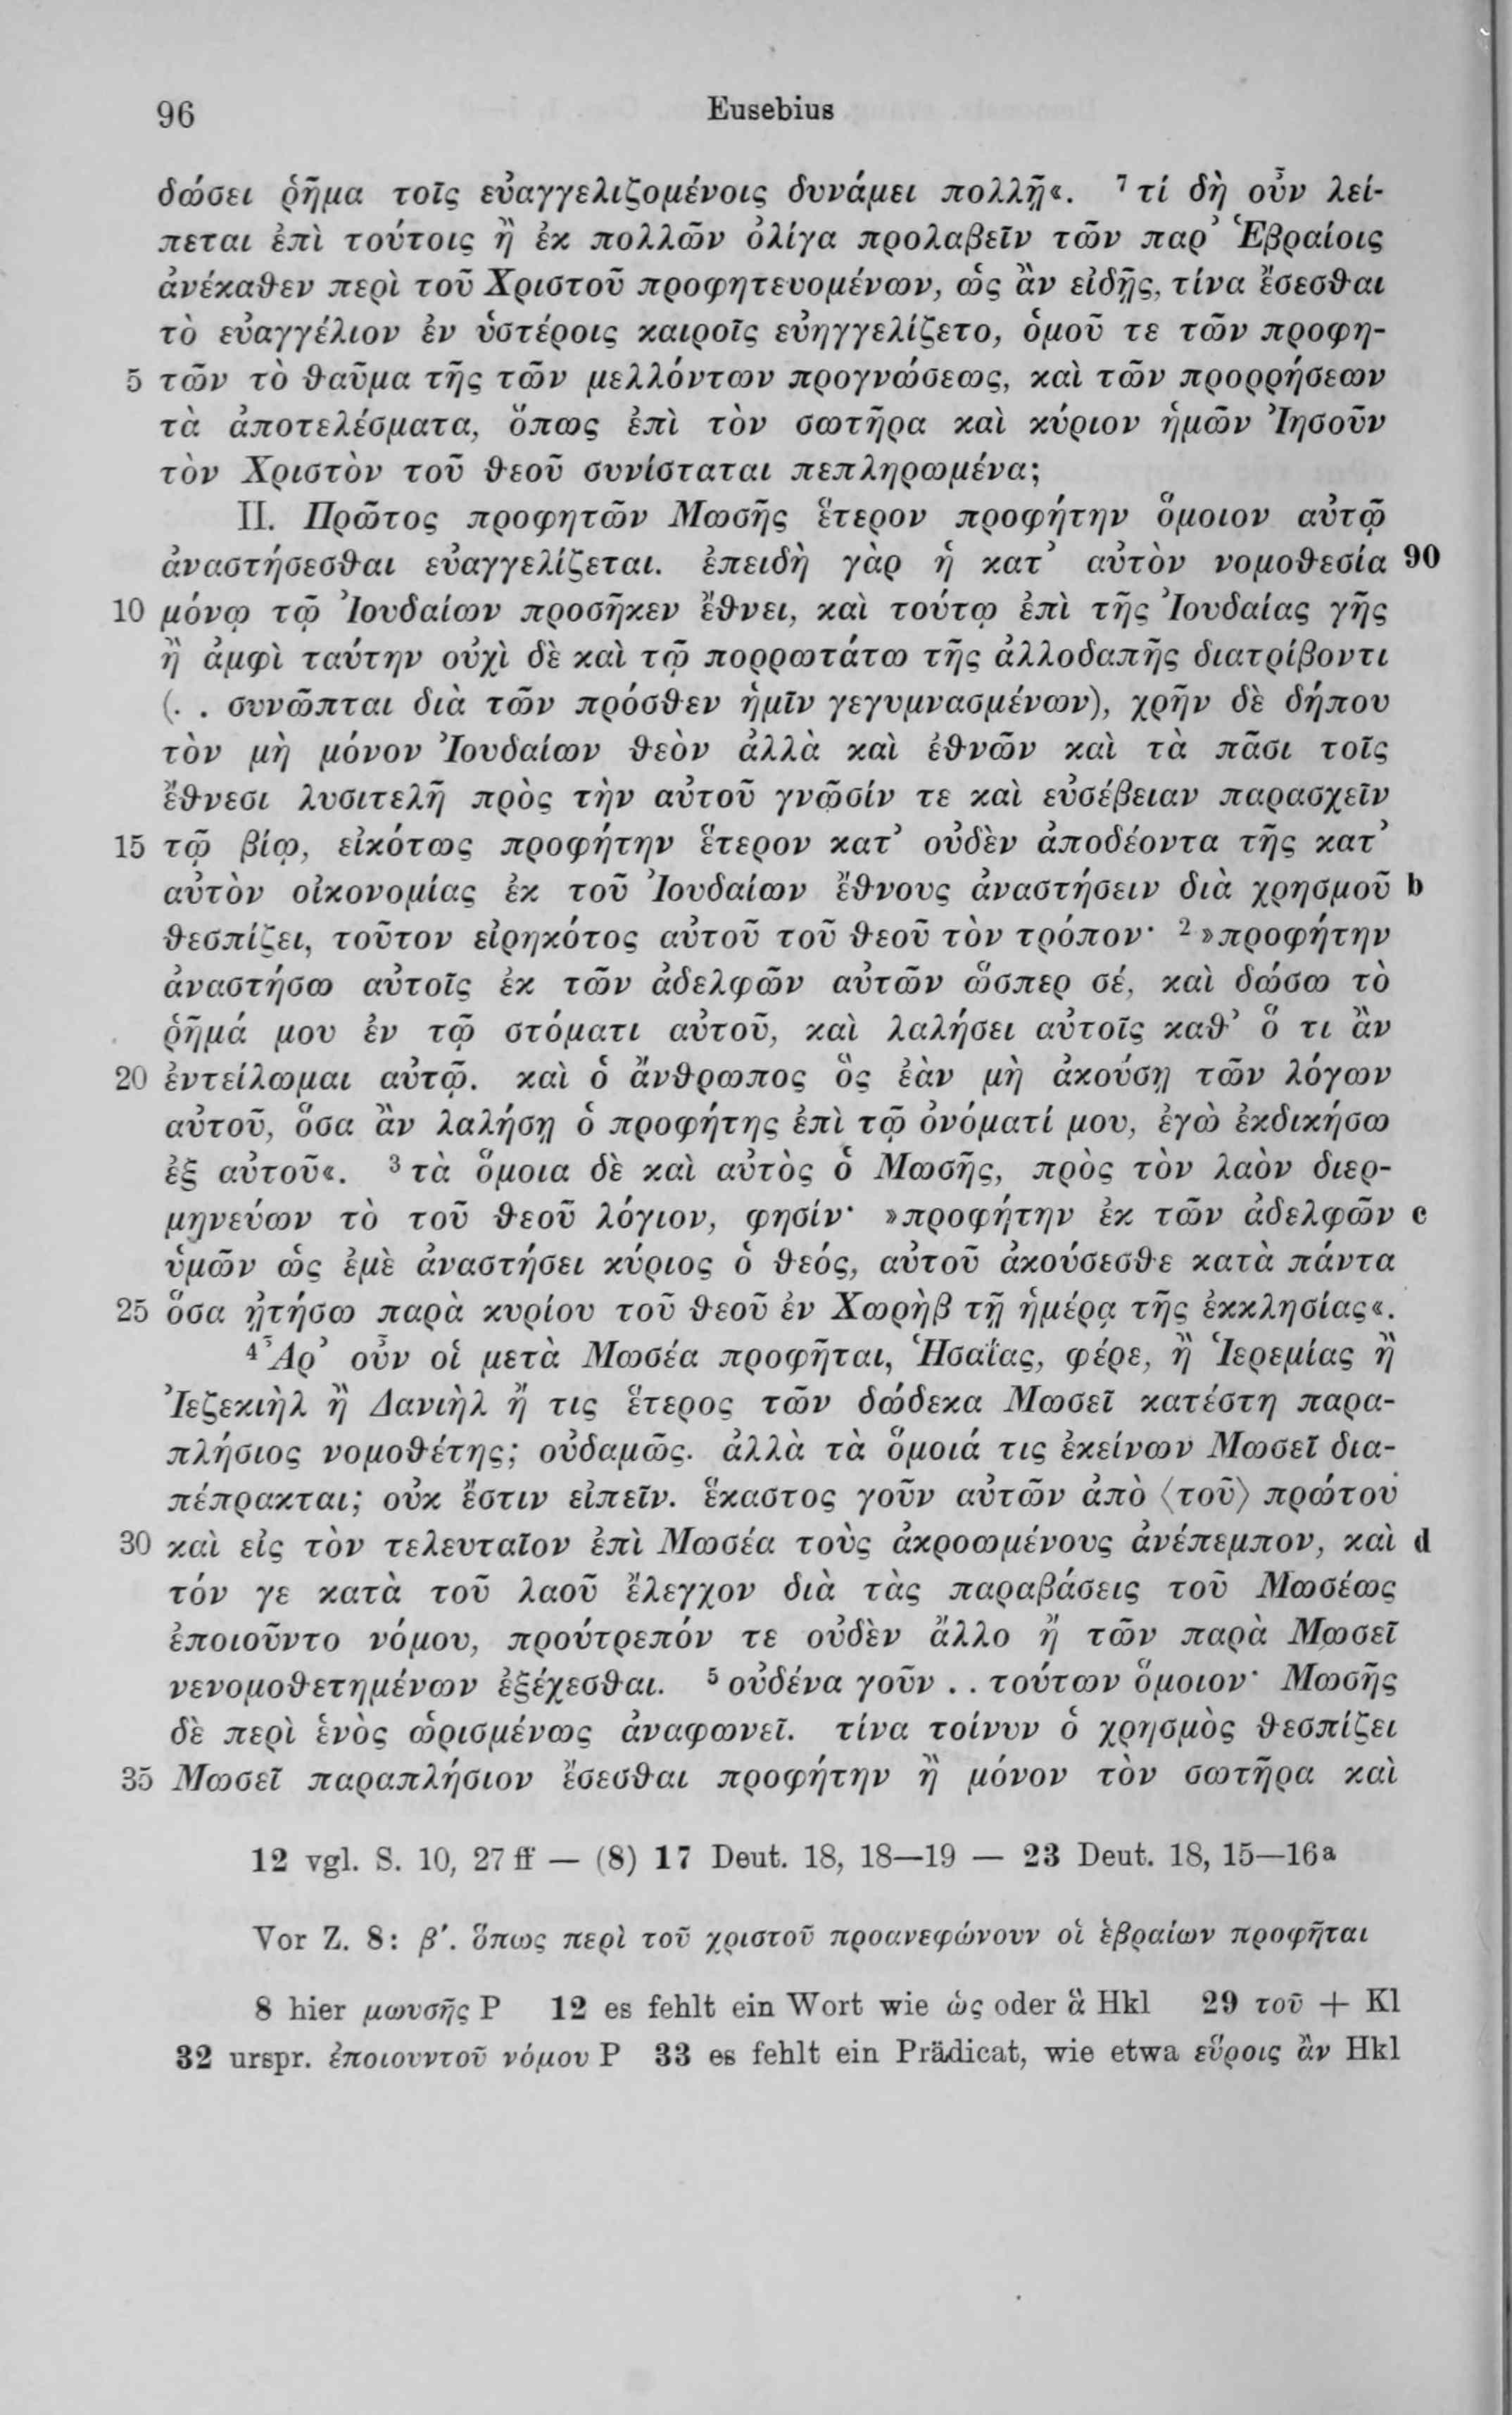 96 Eusebius
δώσει ῥῆμα τοῖς εὐαγγελιζομένοις δυνάμει πολλῇ«. ⁷ τί δὴ οὖν λεί-
πεται ἐπὶ τούτοις ἢ ἐκ πολλῶν ὀλίγα προλαβεῖν τῶν παρ’ Ἑβραίοις
ἀνέκαθεν περὶ τοῦ Χριστοῦ προφητευομένων, ὡς ἂν εἰδῇς, τίνα ἔσεσθαι
τὸ εὐαγγέλιον ἐν ὑστέροις καιροῖς εὐηγγελίζετο, ὁμοῦ τε τῶν προφη-
5 τῶν τὸ θαῦμα τῆς τῶν μελλόντων προγνώσεως, καὶ τῶν προρρήσεων
τὰ ἀποτελέσματα, ὅπως ἐπὶ τὸν σωτῆρα καὶ κύριον ἡμῶν Ἰησοῦν
τὸν Χριστὸν τοῦ θεοῦ συνίσταται πεπληρωμένα;
II. Πρῶτος προφητῶν Μωσῆς ἕτερον προφήτην ὅμοιον αὐτῷ
ἀναστήσεσθαι εὐαγγελίζεται. ἐπειδὴ γὰρ ἡ κατ’ αὐτὸν νομοθεσία 90
10 μόνῳ τῷ Ἰουδαίων προσῆκεν ἔθνει, καὶ τούτῳ ἐπὶ τῆς Ἰουδαίας γῆς
ἢ ἀμφὶ ταύτην οὐχὶ δὲ καὶ τῷ πορρωτάτω τῆς ἀλλοδαπῆς διατρίβοντι
(. . συνῶπται διὰ τῶν πρόσθεν ἡμῖν γεγυμνασμένων), χρῆν δὲ δήπου
τὸν μὴ μόνον Ἰουδαίων θεὸν ἀλλὰ καὶ ἐθνῶν καὶ τὰ πᾶσι τοῖς
ἔθνεσι λυσιτελῆ πρὸς τὴν αὐτοῦ γνῶσίν τε καὶ εὐσέβειαν παρασχεῖν
15 τῷ βίῳ, εἰκότως προφήτην ἕτερον κατ’ οὐδὲν ἀποδέοντα τῆς κατ’
αὐτὸν οἰκονομίας ἐκ τοῦ Ἰουδαίων ἔθνους ἀναστήσειν διὰ χρησμοῦ b
θεσπίζει, τοῦτον εἰρηκότος αὐτοῦ τοῦ θεοῦ τὸν τρόπον· ² »προφήτην
ἀναστήσω αὐτοῖς ἐκ τῶν ἀδελφῶν αὐτῶν ὥσπερ σέ, καὶ δώσω τὸ
ῥῆμά μου ἐν τῷ στόματι αὐτοῦ, καὶ λαλήσει αὐτοῖς καθ’ ὅ τι ἂν
20 ἐντείλωμαι αὐτῷ. καὶ ὁ ἄνθρωπος ὃς ἐὰν μὴ ἀκούσῃ τῶν λόγων
αὐτοῦ, ὅσα ἂν λαλήσῃ ὁ προφήτης ἐπὶ τῷ ὀνόματί μου, ἐγὼ ἐκδικήσω
ἐξ αὐτοῦ«. ³ τὰ ὅμοια δὲ καὶ αὐτὸς ὁ Μωσῆς, πρὸς τὸν λαὸν διερ-
μηνεύων τὸ τοῦ θεοῦ λόγιον, φησίν· »προφήτην ἐκ τῶν ἀδελφῶν c
ὑμῶν ὡς ἐμὲ ἀναστήσει κύριος ὁ θεός, αὐτοῦ ἀκούσεσθε κατὰ πάντα
25 ὅσα ᾐτήσω παρὰ κυρίου τοῦ θεοῦ ἐν Χωρὴβ τῇ ἡμέρᾳ τῆς ἐκκλησίας«.
⁴ Ἆρ’ οὖν οἱ μετὰ Μωσέα προφῆται, Ἡσαΐας, φέρε, ἢ Ἱερεμίας ἢ
Ἰεζεκιὴλ ἢ Δανιὴλ ἤ τις ἕτερος τῶν δώδεκα Μωσεῖ κατέστη παρα-
πλήσιος νομοθέτης; οὐδαμῶς. ἀλλὰ τὰ ὅμοιά τις ἐκείνων Μωσεῖ δια-
πέπρακται; οὐκ ἔστιν εἰπεῖν. ἕκαστος γοῦν αὐτῶν ἀπὸ ⟨τοῦ⟩ πρώτου
30 καὶ εἰς τὸν τελευταῖον ἐπὶ Μωσέα τοὺς ἀκροωμένους ἀνέπεμπον, καὶ d
τόν γε κατὰ τοῦ λαοῦ ἔλεγχον διὰ τὰς παραβάσεις τοῦ Μωσέως
ἐποιοῦντο νόμου, προύτρεπόν τε οὐδὲν ἄλλο ἢ τῶν παρὰ Μωσεῖ
νενομοθετημένων ἐξέχεσθαι. ⁵ οὐδένα γοῦν . . τούτων ὅμοιον· Μωσῆς
δὲ περὶ ἑνὸς ὡρισμένως ἀναφωνεῖ. τίνα τοίνυν ὁ χρησμὸς θεσπίζει
35 Μωσεῖ παραπλήσιον ἔσεσθαι προφήτην ἢ μόνον τὸν σωτῆρα καὶ
12 vgl. S. 10, 27 ff — (8) 17 Deut. 18, 18—19 — 23 Deut. 18, 15—16ᵃ
Vor Z. 8: β′. ὅπως περὶ τοῦ χριστοῦ προανεφώνουν οἱ ἑβραίων προφῆται
8 hier μωυσῆς P 12 es fehlt ein Wort wie ὡς oder ἃ Hkl 29 τοῦ + Kl
32 urspr. ἐποιουντοῦ νόμου P 33 es fehlt ein Prädicat, wie etwa εὕροις ἂν Hkl